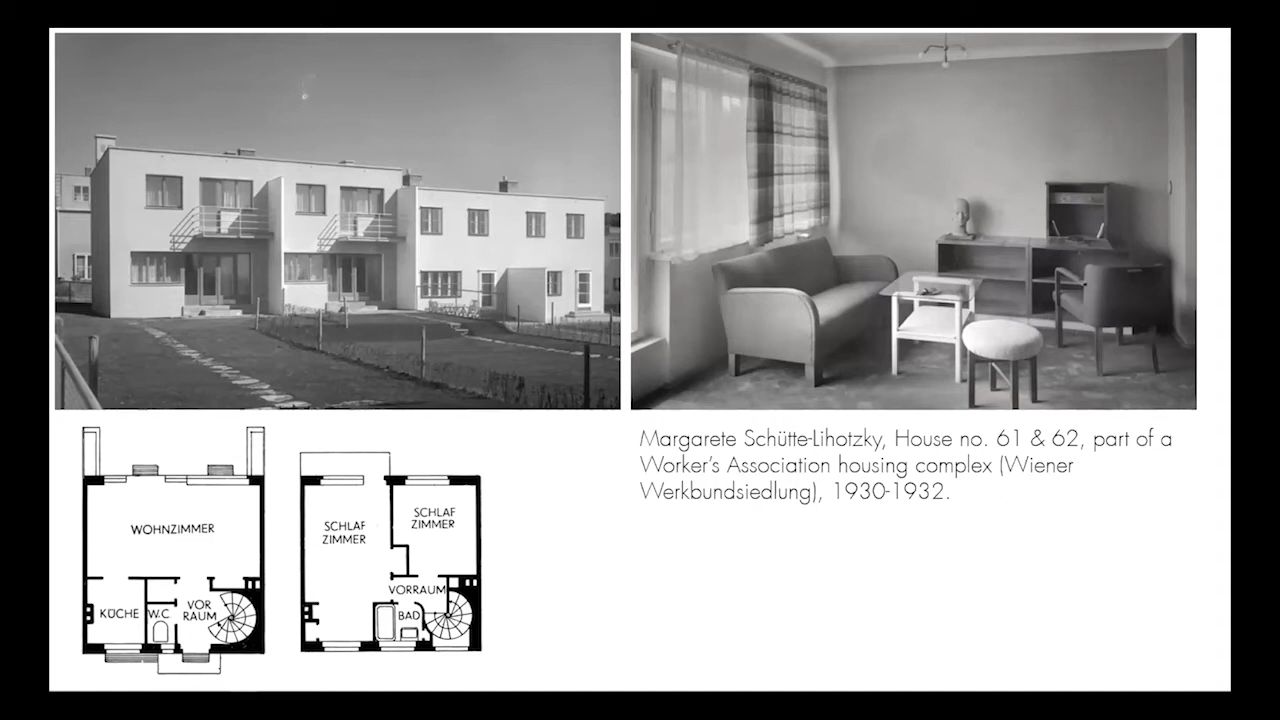 Margarete Schütte-Lihotzky, House no. 61 & 62, part of a
Worker's Association housing complex (Wiener
Werkbundsiedlung), 1930-1932.
WOHNZIMMER
KÜCHE
W.C
VOR
RAUM
SCHLAF
ZIMMER
SCHLAF
ZIMMER
VORRAUM
BAD